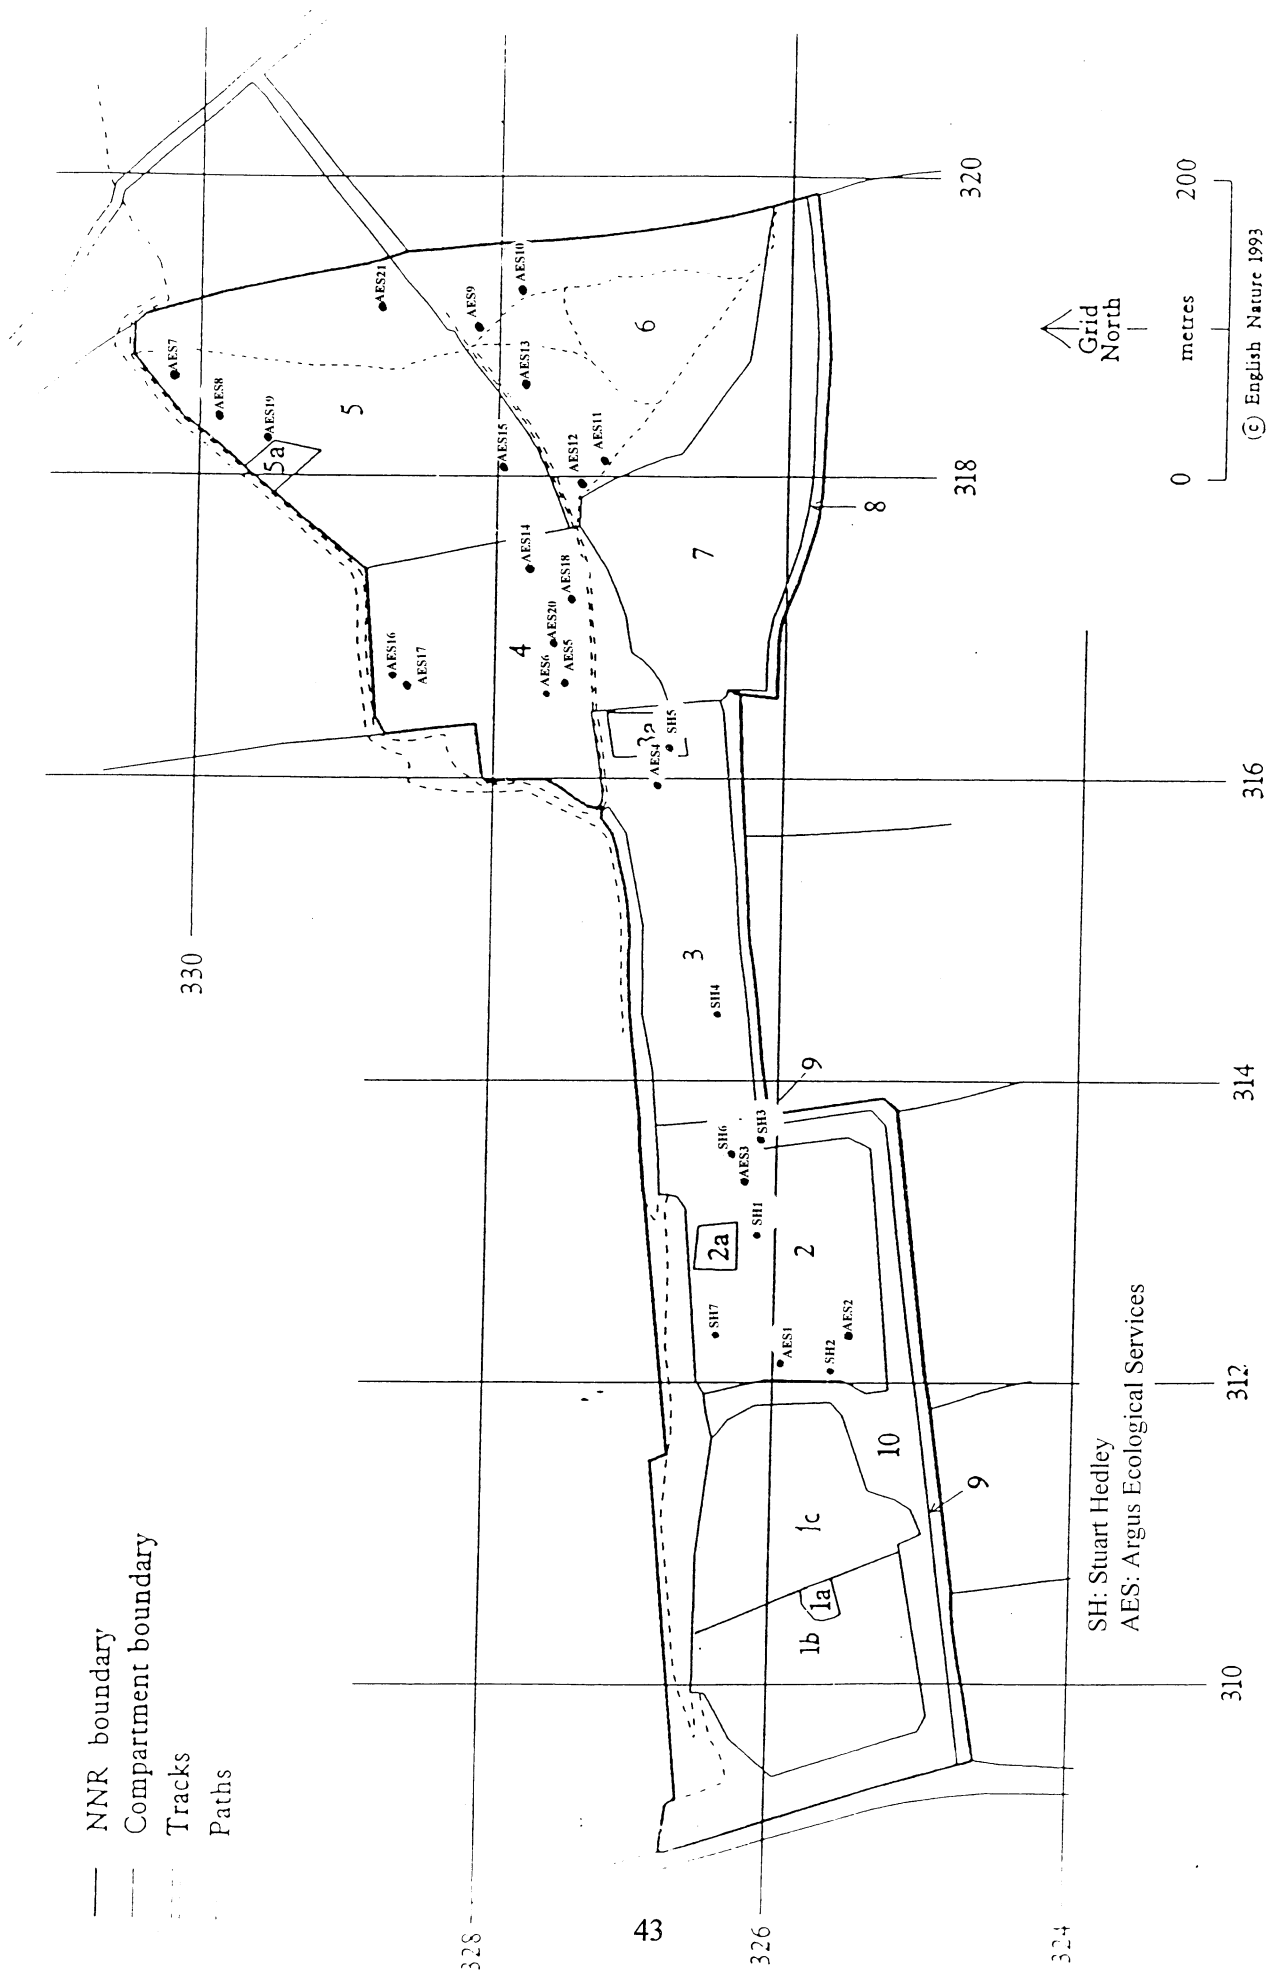 NNR boundary
Compartment boundary
Tracks
Paths
330
328
326
324
310
312
314
316
318
320
AES7
AES8
AES19
5a
5
AES21
AES9
AES10
AES13
6
AES15
AES12
AES11
AES16
AES17
AES14
AES18
AES20
AES6
AES5
4
7
8
3a
SH5
AES4
3
SH4
9
SH6
SH3
AES3
SH1
2a
2
SH7
AES1
SH2
AES2
10
9
1c
1a
1b
Grid
North
metres
0
200
© English Nature 1993
SH: Stuart Hedley
AES: Argus Ecological Services
43